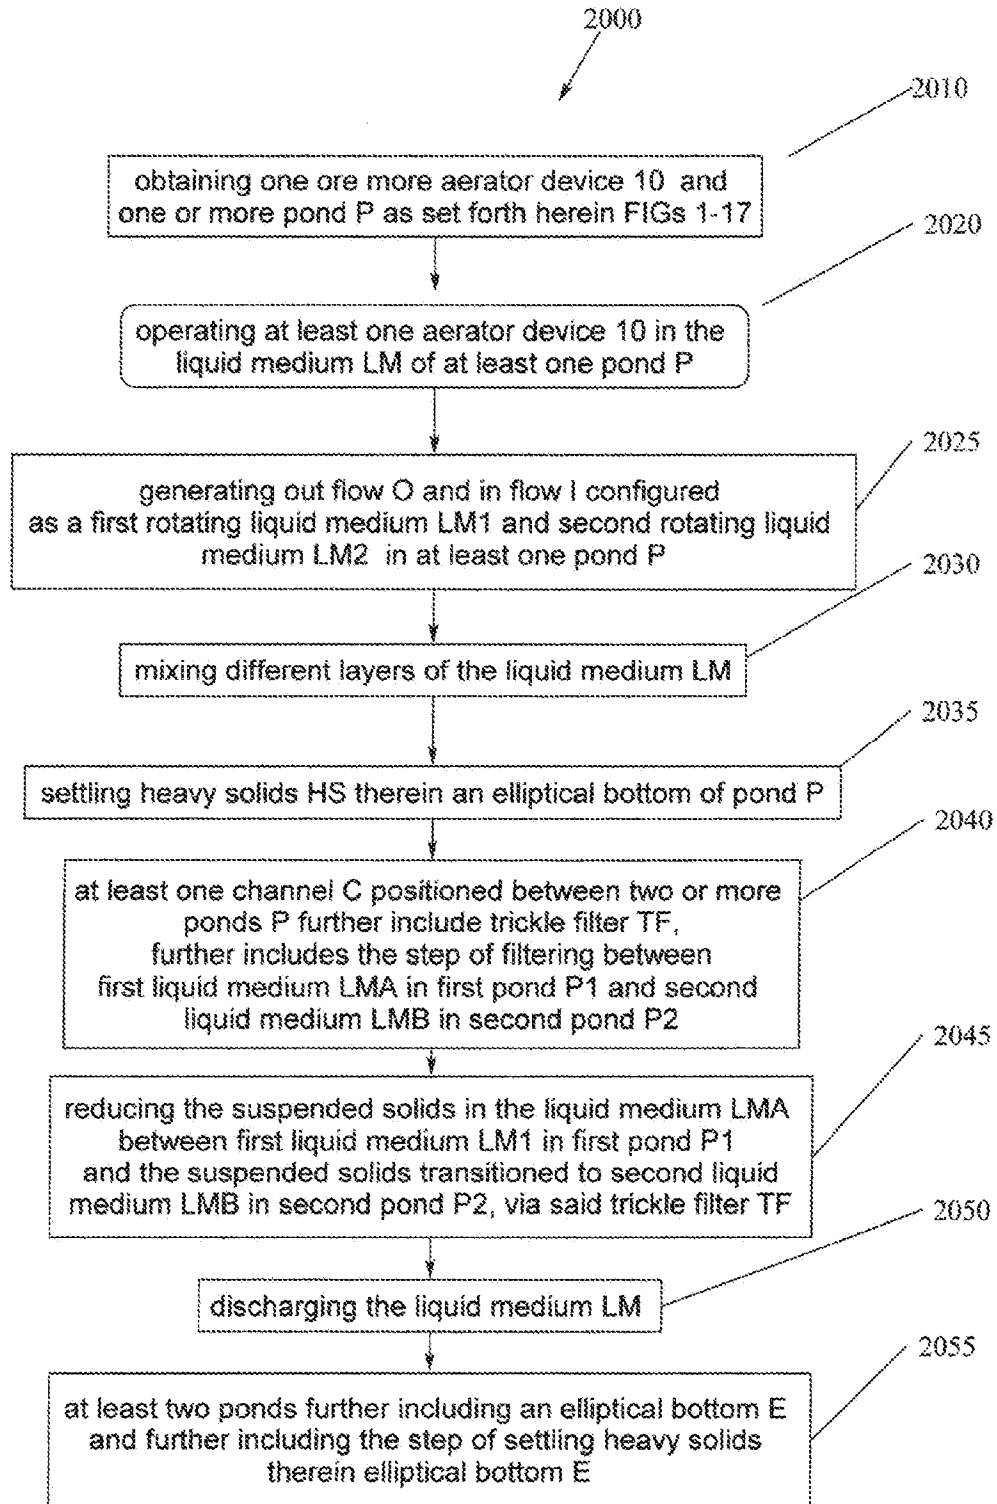 2000
2010
obtaining one ore more aerator device 10 and
one or more pond P as set forth herein FIGs 1-17
2020
operating at least one aerator device 10 in the
liquid medium LM of at least one pond P
2025
generating out flow O and in flow I configured
as a first rotating liquid medium LM1 and second rotating liquid
medium LM2 in at least one pond P
2030
mixing different layers of the liquid medium LM
2035
settling heavy solids HS therein an elliptical bottom of pond P
2040
at least one channel C positioned between two or more
ponds P further include trickle filter TF,
further includes the step of filtering between
first liquid medium LMA in first pond P1 and second
liquid medium LMB in second pond P2
2045
reducing the suspended solids in the liquid medium LMA
between first liquid medium LM1 in first pond P1
and the suspended solids transitioned to second liquid
medium LMB in second pond P2, via said trickle filter TF
2050
discharging the liquid medium LM
2055
at least two ponds further including an elliptical bottom E
and further including the step of settling heavy solids
therein elliptical bottom E